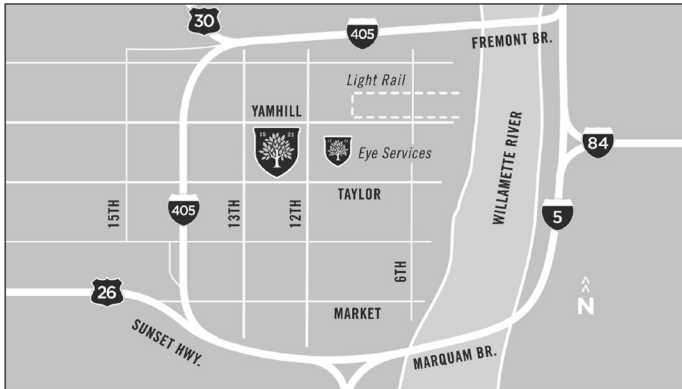 30
405
FREMONT BR.
Light Rail
YAMHILL
Eye Services
84
TAYLOR
WILLAMETTE RIVER
15TH
405
13TH
12TH
5
6TH
26
MARKET
N
SUNSET HWY.
MARQUAM BR.